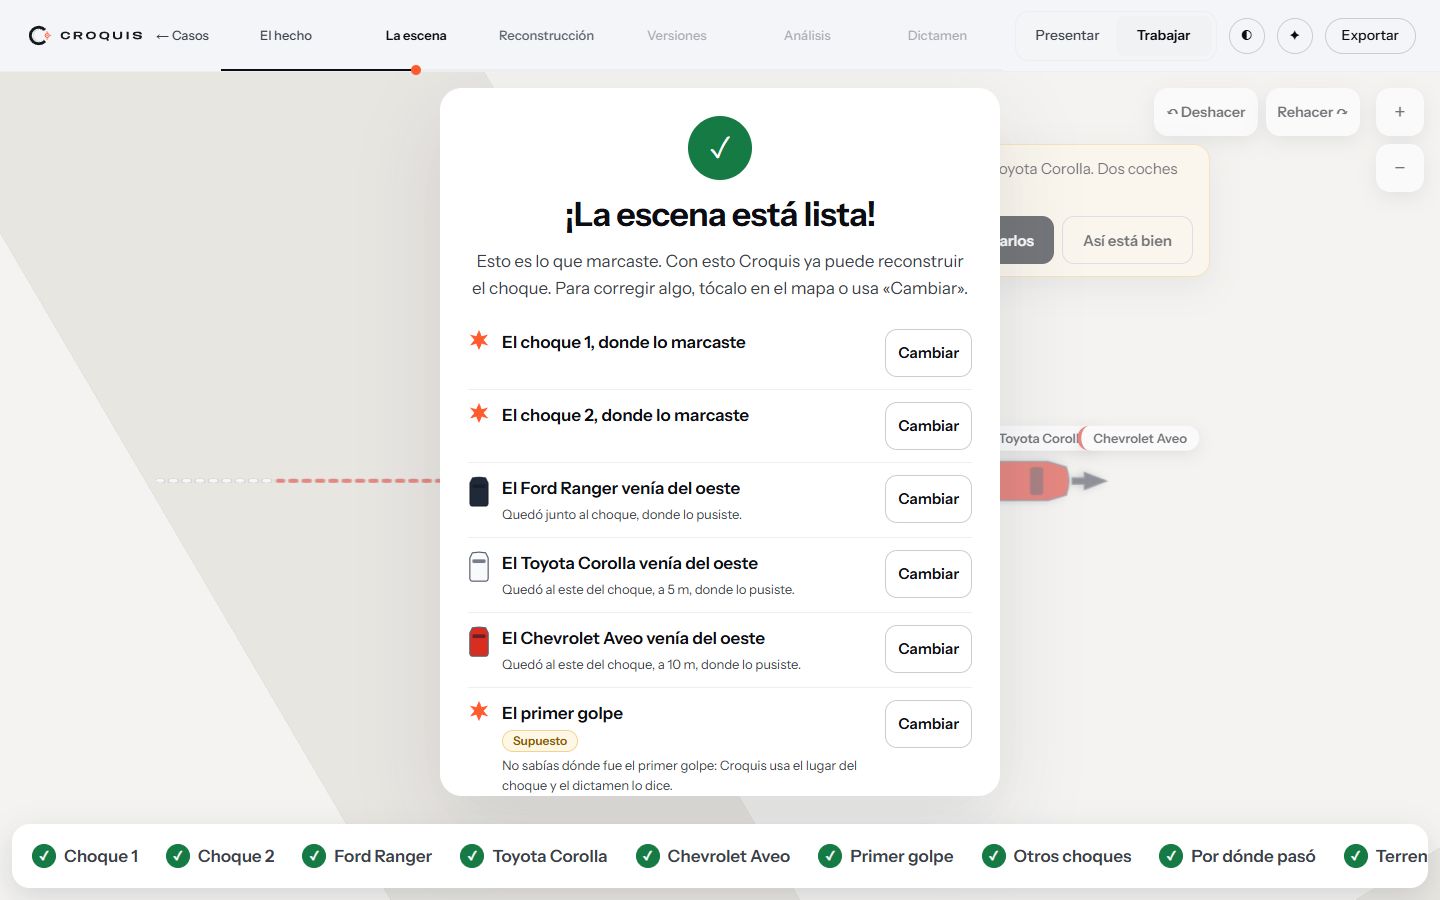 CROQUIS
← Casos
El hecho
La escena
Reconstrucción
Versiones
Análisis
Dictamen
Presentar
Trabajar
Exportar
Deshacer
Rehacer
oyota Corolla. Dos coches
arlos
Así está bien
Toyota Coroll
Chevrolet Aveo
¡La escena está lista!
Esto es lo que marcaste. Con esto Croquis ya puede reconstruir
el choque. Para corregir algo, tócalo en el mapa o usa «Cambiar».
El choque 1, donde lo marcaste
Cambiar
El choque 2, donde lo marcaste
Cambiar
El Ford Ranger venía del oeste
Quedó junto al choque, donde lo pusiste.
Cambiar
El Toyota Corolla venía del oeste
Quedó al este del choque, a 5 m, donde lo pusiste.
Cambiar
El Chevrolet Aveo venía del oeste
Quedó al este del choque, a 10 m, donde lo pusiste.
Cambiar
El primer golpe
Supuesto
No sabías dónde fue el primer golpe: Croquis usa el lugar del
choque y el dictamen lo dice.
Cambiar
Choque 1
Choque 2
Ford Ranger
Toyota Corolla
Chevrolet Aveo
Primer golpe
Otros choques
Por dónde pasó
Terren